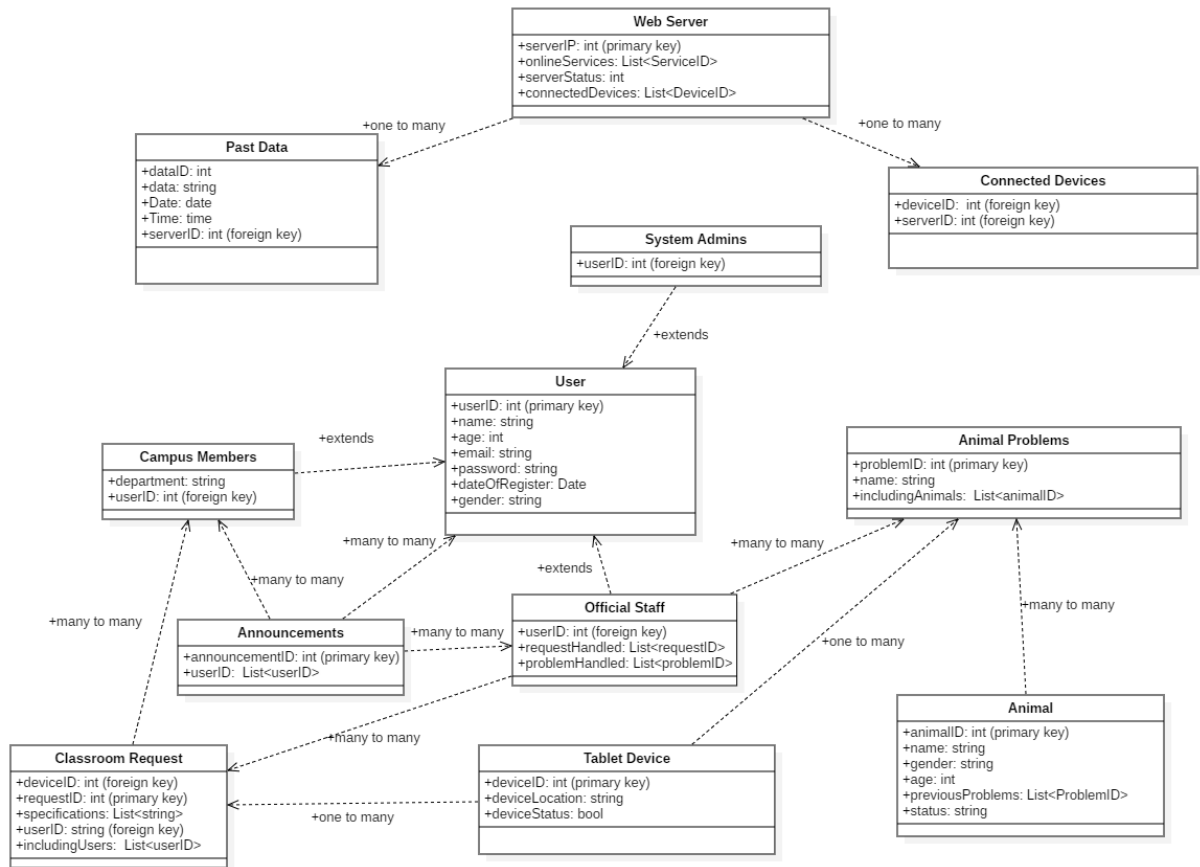 Web Server
+serverIP: int (primary key)
+onlineServices: List<ServiceID>
+serverStatus: int
+connectedDevices: List<DeviceID>
+one to many
+one to many
Past Data
+dataID: int
+data: string
+Date: date
+Time: time
+serverID: int (foreign key)
Connected Devices
+deviceID: int (foreign key)
+serverID: int (foreign key)
System Admins
+userID: int (foreign key)
+extends
User
+userID: int (primary key)
+name: string
+age: int
+email: string
+password: string
+dateOfRegister: Date
+gender: string
+extends
Campus Members
+department: string
+userID: int (foreign key)
Animal Problems
+problemID: int (primary key)
+name: string
+includingAnimals: List<animalID>
+many to many
+many to many
+extends
+many to many
+many to many
Announcements
+announcementID: int (primary key)
+userID: List<userID>
+many to many
Official Staff
+userID: int (foreign key)
+requestHandled: List<requestID>
+problemHandled: List<problemID>
+many to many
+one to many
+many to many
Classroom Request
+deviceID: int (foreign key)
+requestID: int (primary key)
+specifications: List<string>
+userID: string (foreign key)
+includingUsers: List<userID>
+one to many
Tablet Device
+deviceID: int (primary key)
+deviceLocation: string
+deviceStatus: bool
Animal
+animalID: int (primary key)
+name: string
+gender: string
+age: int
+previousProblems: List<ProblemID>
+status: string